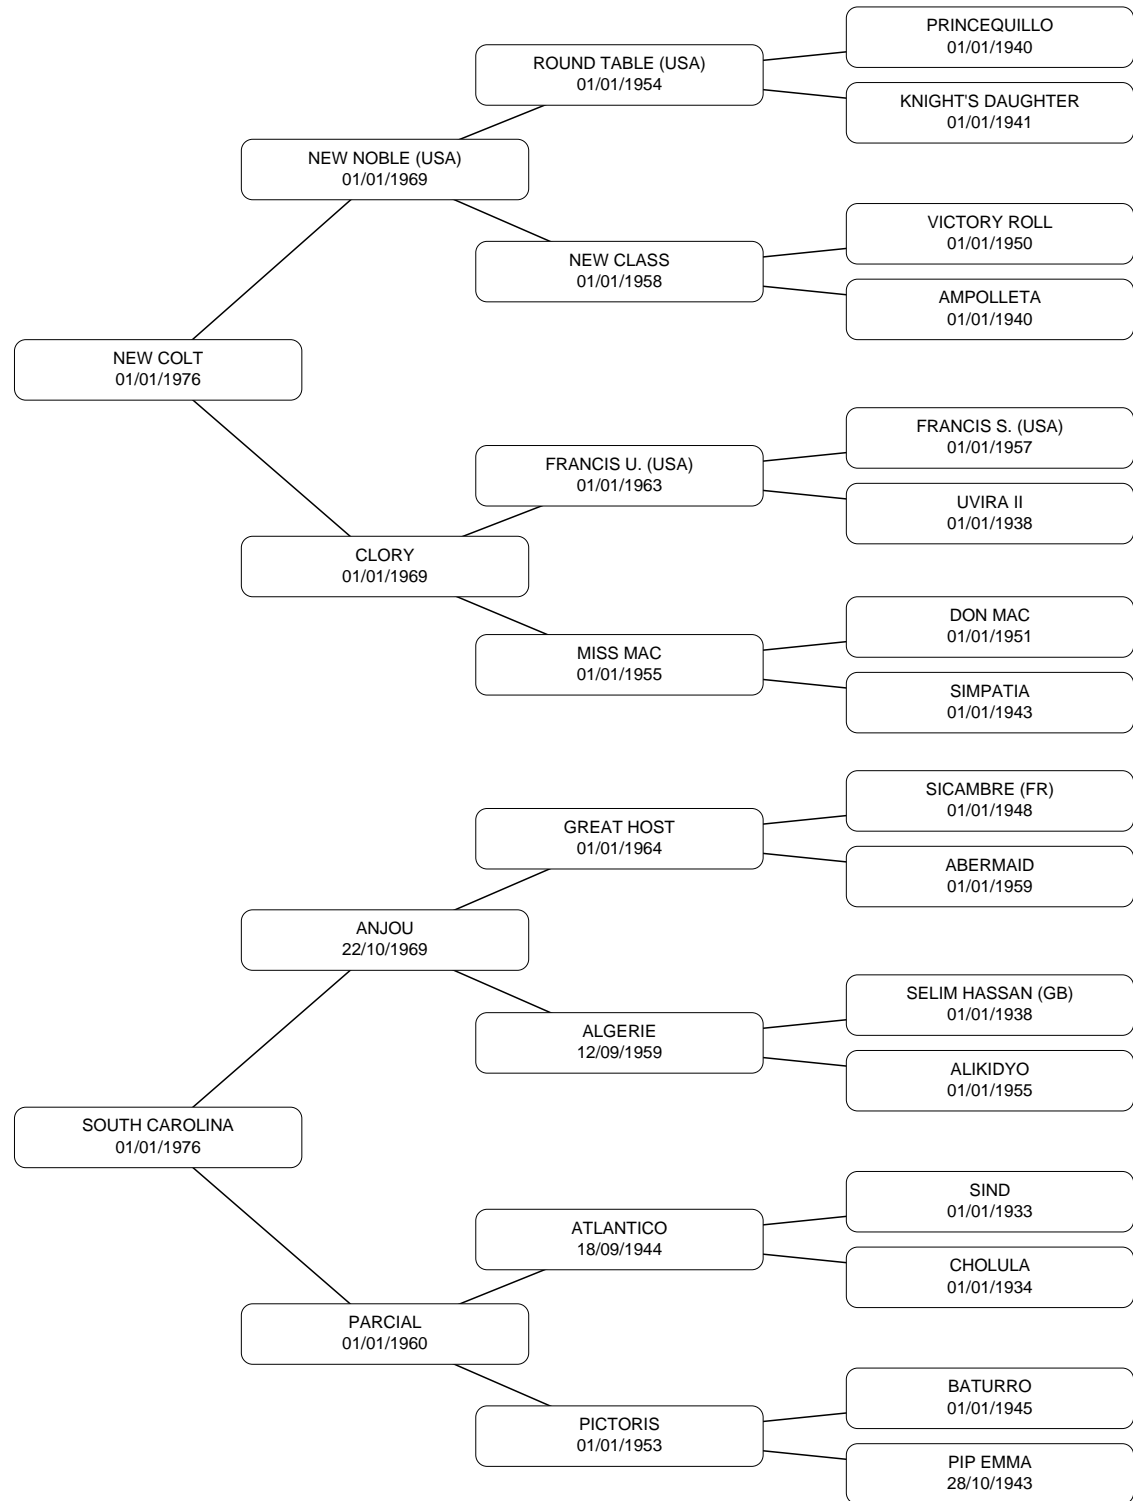 PRINCEQUILLO
01/01/1940
ROUND TABLE (USA)
01/01/1954
KNIGHT'S DAUGHTER
01/01/1941
NEW NOBLE (USA)
01/01/1969
VICTORY ROLL
01/01/1950
NEW CLASS
01/01/1958
AMPOLLETA
01/01/1940
NEW COLT
01/01/1976
FRANCIS S. (USA)
01/01/1957
FRANCIS U. (USA)
01/01/1963
UVIRA II
01/01/1938
CLORY
01/01/1969
DON MAC
01/01/1951
MISS MAC
01/01/1955
SIMPATIA
01/01/1943
SICAMBRE (FR)
01/01/1948
GREAT HOST
01/01/1964
ABERMAID
01/01/1959
ANJOU
22/10/1969
SELIM HASSAN (GB)
01/01/1938
ALGERIE
12/09/1959
ALIKIDYO
01/01/1955
SOUTH CAROLINA
01/01/1976
SIND
01/01/1933
ATLANTICO
18/09/1944
CHOLULA
01/01/1934
PARCIAL
01/01/1960
BATURRO
01/01/1945
PICTORIS
01/01/1953
PIP EMMA
28/10/1943